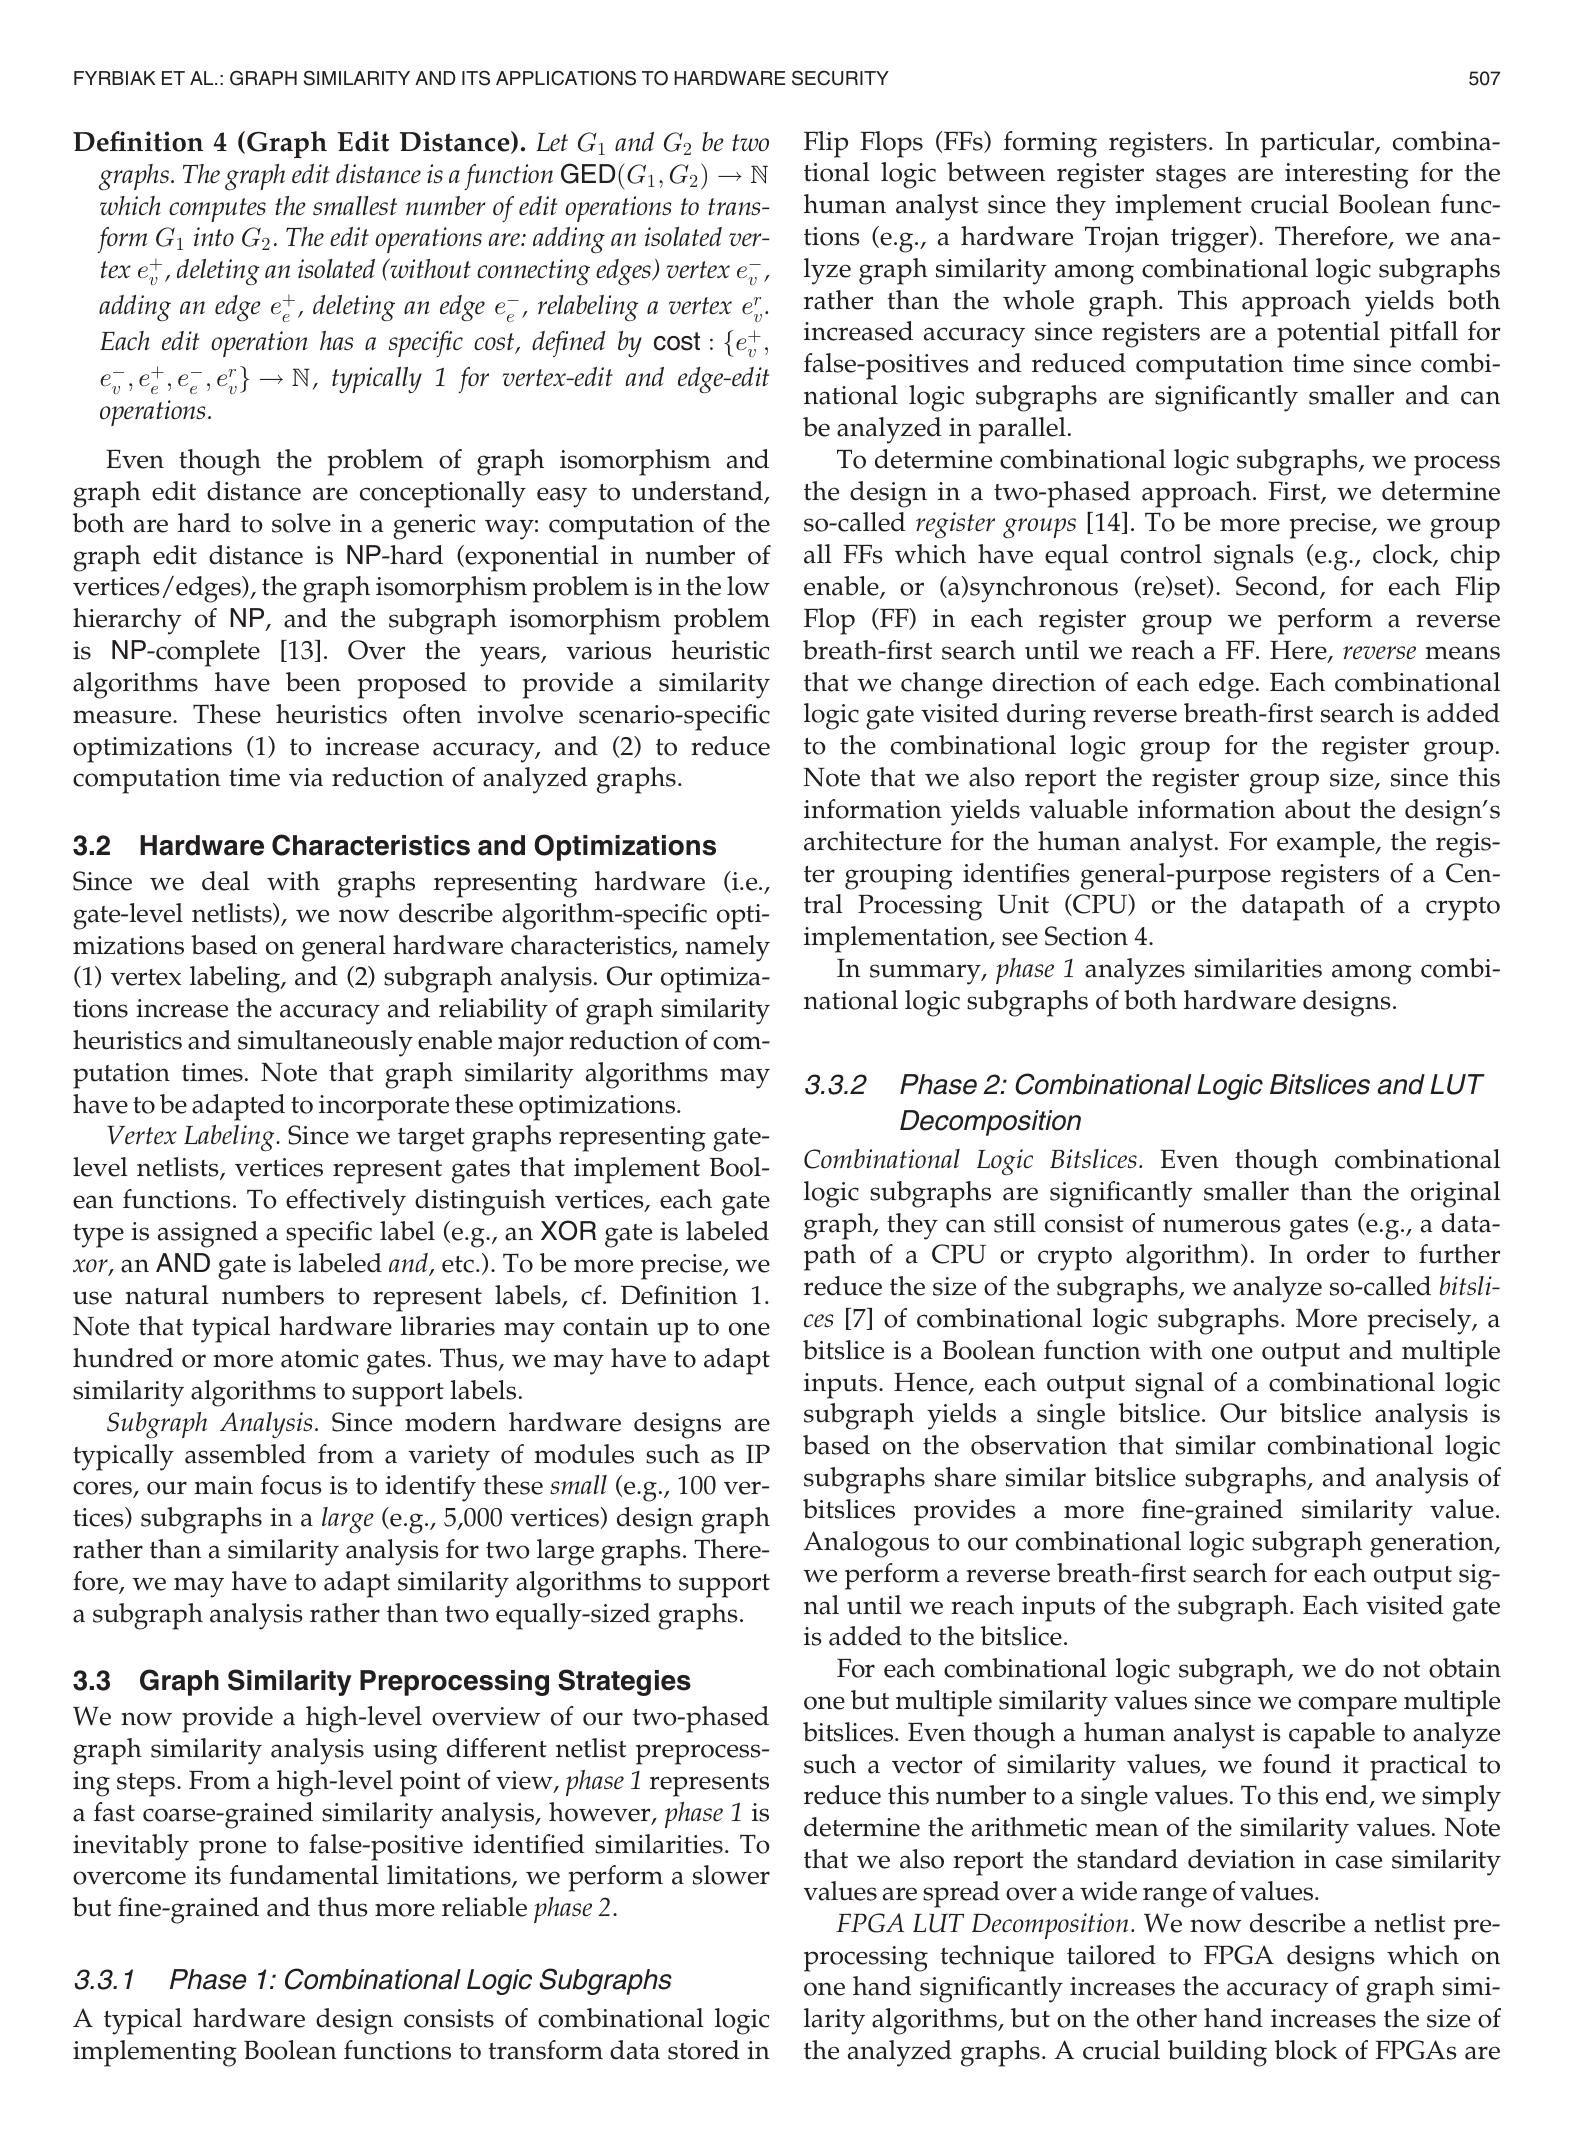 FYRBIAK ET AL.: GRAPH SIMILARITY AND ITS APPLICATIONS TO HARDWARE SECURITY
507
Definition 4 (Graph Edit Distance). Let G₁ and G₂ be two
graphs. The graph edit distance is a function GED(G₁, G₂) → ℕ
which computes the smallest number of edit operations to trans-
form G₁ into G₂. The edit operations are: adding an isolated ver-
tex e_v^+, deleting an isolated (without connecting edges) vertex e_v^-,
adding an edge e_e^+, deleting an edge e_e^-, relabeling a vertex e_v^r.
Each edit operation has a specific cost, defined by cost : {e_v^+,
e_v^-, e_e^+, e_e^-, e_v^r} → ℕ, typically 1 for vertex-edit and edge-edit
operations.
Even though the problem of graph isomorphism and
graph edit distance are conceptionally easy to understand,
both are hard to solve in a generic way: computation of the
graph edit distance is NP-hard (exponential in number of
vertices/edges), the graph isomorphism problem is in the low
hierarchy of NP, and the subgraph isomorphism problem
is NP-complete [13]. Over the years, various heuristic
algorithms have been proposed to provide a similarity
measure. These heuristics often involve scenario-specific
optimizations (1) to increase accuracy, and (2) to reduce
computation time via reduction of analyzed graphs.
3.2 Hardware Characteristics and Optimizations
Since we deal with graphs representing hardware (i.e.,
gate-level netlists), we now describe algorithm-specific opti-
mizations based on general hardware characteristics, namely
(1) vertex labeling, and (2) subgraph analysis. Our optimiza-
tions increase the accuracy and reliability of graph similarity
heuristics and simultaneously enable major reduction of com-
putation times. Note that graph similarity algorithms may
have to be adapted to incorporate these optimizations.
Vertex Labeling. Since we target graphs representing gate-
level netlists, vertices represent gates that implement Bool-
ean functions. To effectively distinguish vertices, each gate
type is assigned a specific label (e.g., an XOR gate is labeled
xor, an AND gate is labeled and, etc.). To be more precise, we
use natural numbers to represent labels, cf. Definition 1.
Note that typical hardware libraries may contain up to one
hundred or more atomic gates. Thus, we may have to adapt
similarity algorithms to support labels.
Subgraph Analysis. Since modern hardware designs are
typically assembled from a variety of modules such as IP
cores, our main focus is to identify these small (e.g., 100 ver-
tices) subgraphs in a large (e.g., 5,000 vertices) design graph
rather than a similarity analysis for two large graphs. There-
fore, we may have to adapt similarity algorithms to support
a subgraph analysis rather than two equally-sized graphs.
3.3 Graph Similarity Preprocessing Strategies
We now provide a high-level overview of our two-phased
graph similarity analysis using different netlist preprocess-
ing steps. From a high-level point of view, phase 1 represents
a fast coarse-grained similarity analysis, however, phase 1 is
inevitably prone to false-positive identified similarities. To
overcome its fundamental limitations, we perform a slower
but fine-grained and thus more reliable phase 2.
3.3.1 Phase 1: Combinational Logic Subgraphs
A typical hardware design consists of combinational logic
implementing Boolean functions to transform data stored in
Flip Flops (FFs) forming registers. In particular, combina-
tional logic between register stages are interesting for the
human analyst since they implement crucial Boolean func-
tions (e.g., a hardware Trojan trigger). Therefore, we ana-
lyze graph similarity among combinational logic subgraphs
rather than the whole graph. This approach yields both
increased accuracy since registers are a potential pitfall for
false-positives and reduced computation time since combi-
national logic subgraphs are significantly smaller and can
be analyzed in parallel.
To determine combinational logic subgraphs, we process
the design in a two-phased approach. First, we determine
so-called register groups [14]. To be more precise, we group
all FFs which have equal control signals (e.g., clock, chip
enable, or (a)synchronous (re)set). Second, for each Flip
Flop (FF) in each register group we perform a reverse
breath-first search until we reach a FF. Here, reverse means
that we change direction of each edge. Each combinational
logic gate visited during reverse breath-first search is added
to the combinational logic group for the register group.
Note that we also report the register group size, since this
information yields valuable information about the design's
architecture for the human analyst. For example, the regis-
ter grouping identifies general-purpose registers of a Cen-
tral Processing Unit (CPU) or the datapath of a crypto
implementation, see Section 4.
In summary, phase 1 analyzes similarities among combi-
national logic subgraphs of both hardware designs.
3.3.2 Phase 2: Combinational Logic Bitslices and LUT
Decomposition
Combinational Logic Bitslices. Even though combinational
logic subgraphs are significantly smaller than the original
graph, they can still consist of numerous gates (e.g., a data-
path of a CPU or crypto algorithm). In order to further
reduce the size of the subgraphs, we analyze so-called bitsli-
ces [7] of combinational logic subgraphs. More precisely, a
bitslice is a Boolean function with one output and multiple
inputs. Hence, each output signal of a combinational logic
subgraph yields a single bitslice. Our bitslice analysis is
based on the observation that similar combinational logic
subgraphs share similar bitslice subgraphs, and analysis of
bitslices provides a more fine-grained similarity value.
Analogous to our combinational logic subgraph generation,
we perform a reverse breath-first search for each output sig-
nal until we reach inputs of the subgraph. Each visited gate
is added to the bitslice.
For each combinational logic subgraph, we do not obtain
one but multiple similarity values since we compare multiple
bitslices. Even though a human analyst is capable to analyze
such a vector of similarity values, we found it practical to
reduce this number to a single values. To this end, we simply
determine the arithmetic mean of the similarity values. Note
that we also report the standard deviation in case similarity
values are spread over a wide range of values.
FPGA LUT Decomposition. We now describe a netlist pre-
processing technique tailored to FPGA designs which on
one hand significantly increases the accuracy of graph simi-
larity algorithms, but on the other hand increases the size of
the analyzed graphs. A crucial building block of FPGAs are